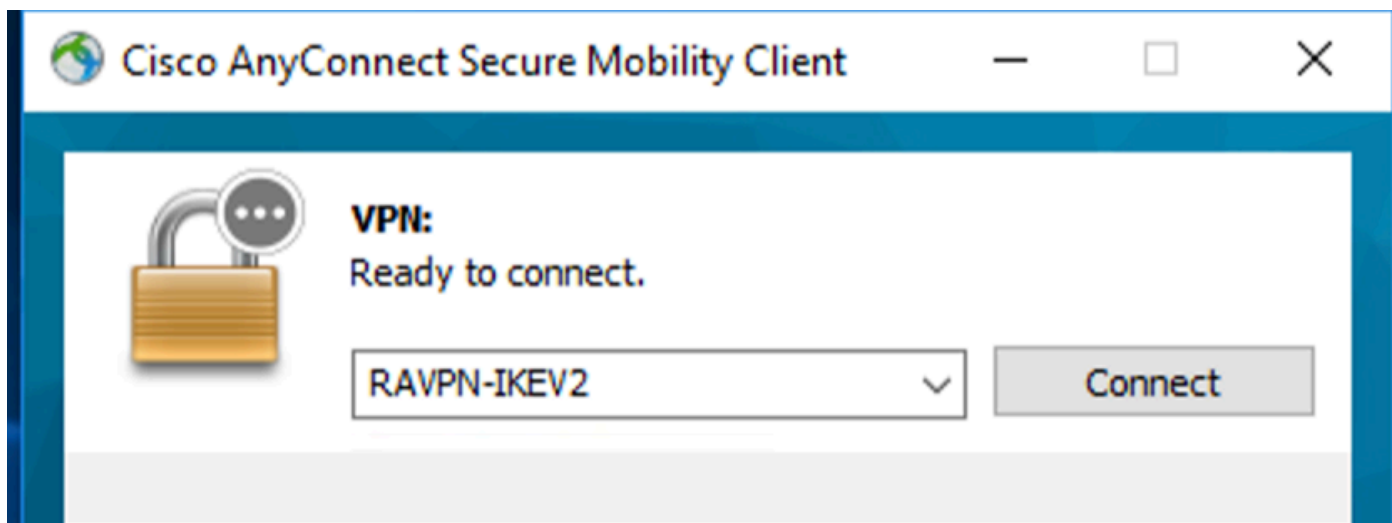 Cisco AnyConnect Secure Mobility Client
VPN:
Ready to connect.
RAVPN-IKEV2
Connect